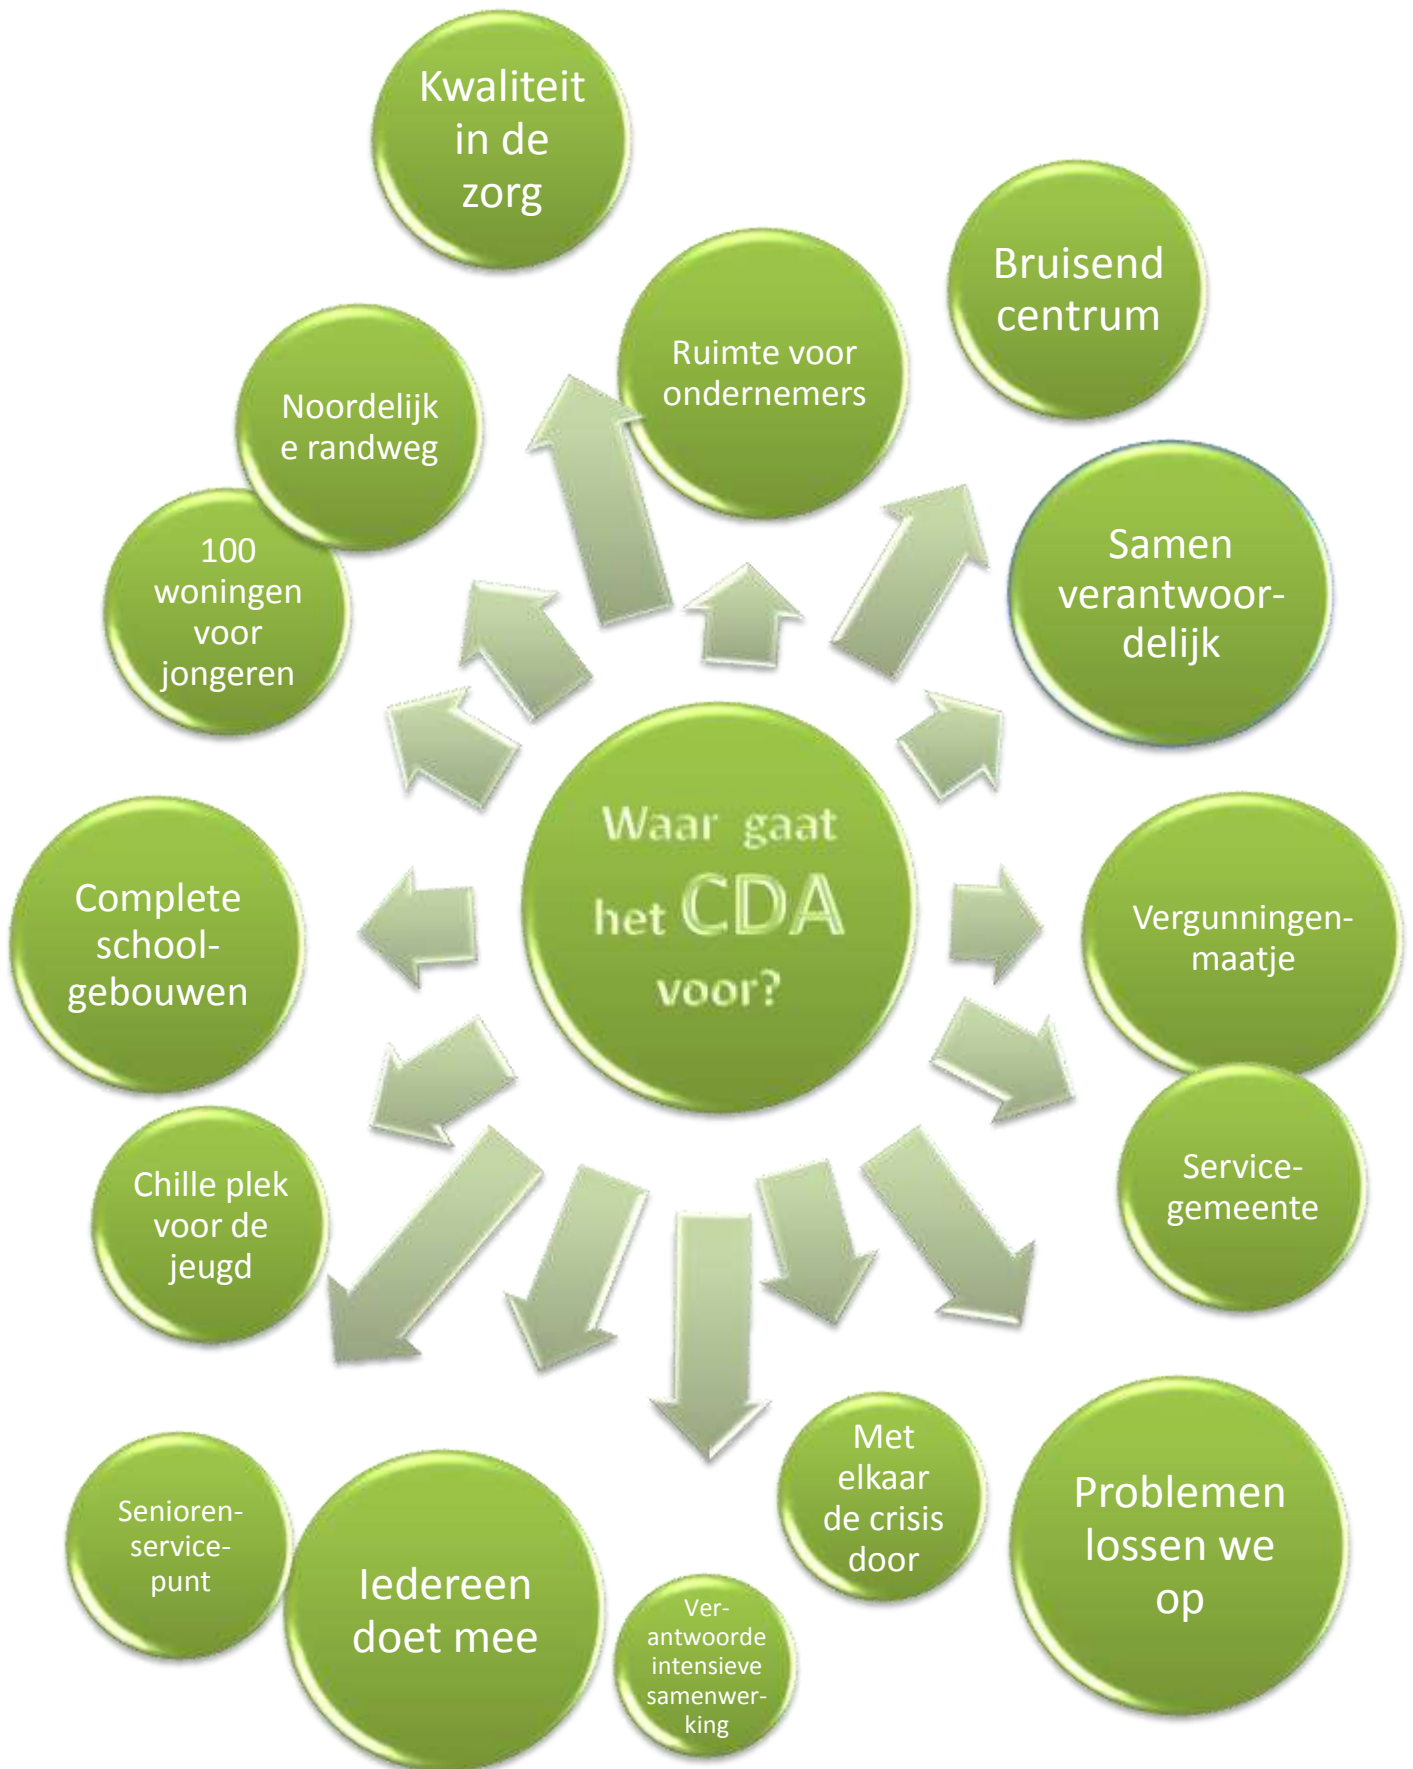 Kwaliteit
in de
zorg
Bruisend
centrum
Ruimte voor
ondernemers
Noordelijk
e randweg
100
woningen
voor
jongeren
Samen
verantwoor-
delijk
Waar gaat
het CDA
voor?
Complete
school-
gebouwen
Vergunningen-
maatje
Chille plek
voor de
jeugd
Service-
gemeente
Senioren-
service-
punt
Iedereen
doet mee
Ver-
antwoorde
intensieve
samenwer-
king
Met
elkaar
de crisis
door
Problemen
lossen we
op